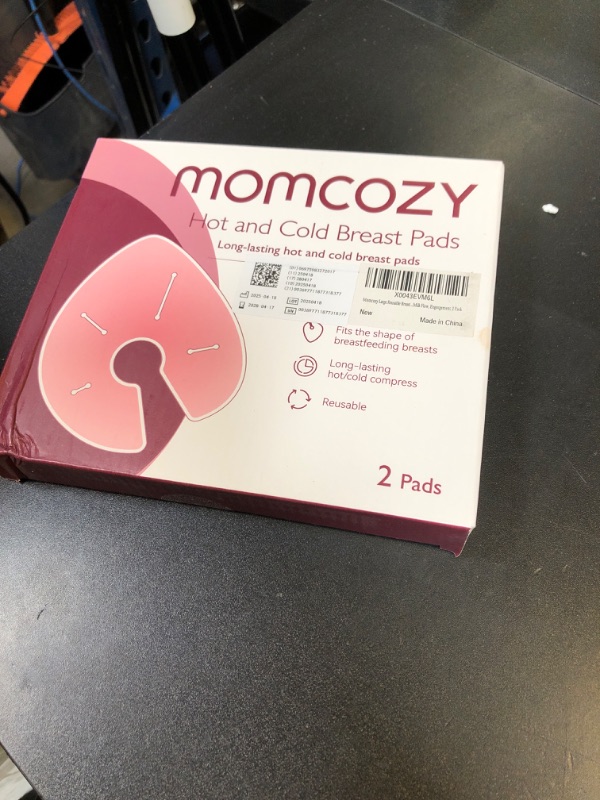 momcozy
Hot and Cold Breast Pads
Long-lasting hot and cold breast pads
X0043EVM6L
New
Made in China
Fits the shape of
breastfeeding breasts
Long-lasting
hot/cold compress
Reusable
2 Pads